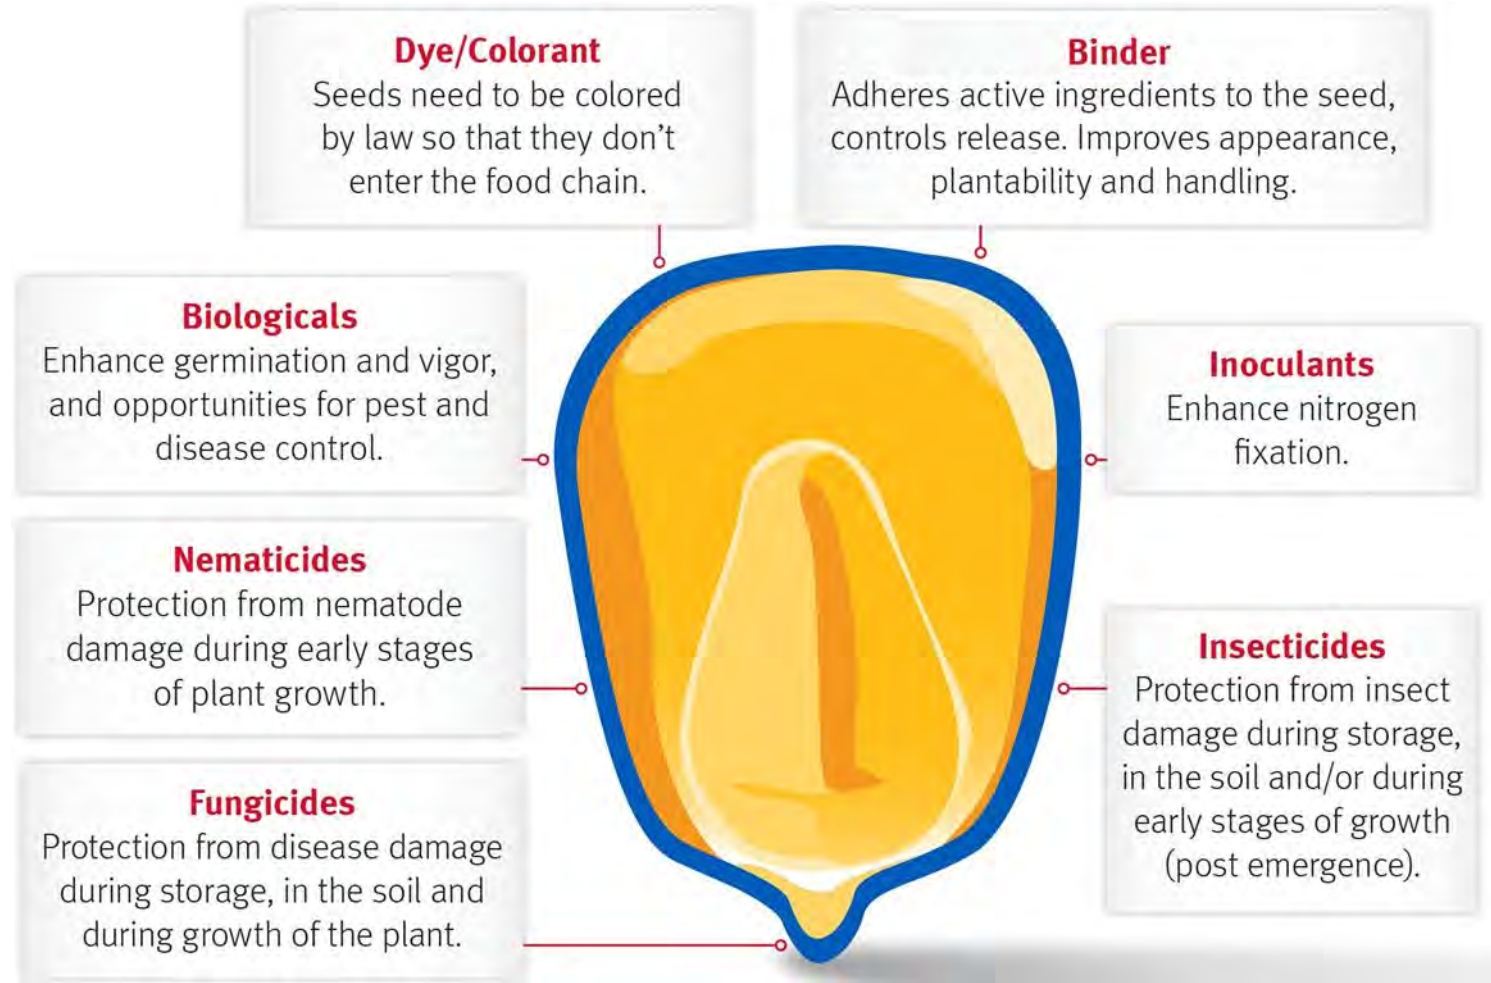 Dye/Colorant
Seeds need to be colored
by law so that they don’t
enter the food chain.
Binder
Adheres active ingredients to the seed,
controls release. Improves appearance,
plantability and handling.
Biologicals
Enhance germination and vigor,
and opportunities for pest and
disease control.
Inoculants
Enhance nitrogen
fixation.
Nematicides
Protection from nematode
damage during early stages
of plant growth.
Insecticides
Protection from insect
damage during storage,
in the soil and/or during
early stages of growth
(post emergence).
Fungicides
Protection from disease damage
during storage, in the soil and
during growth of the plant.